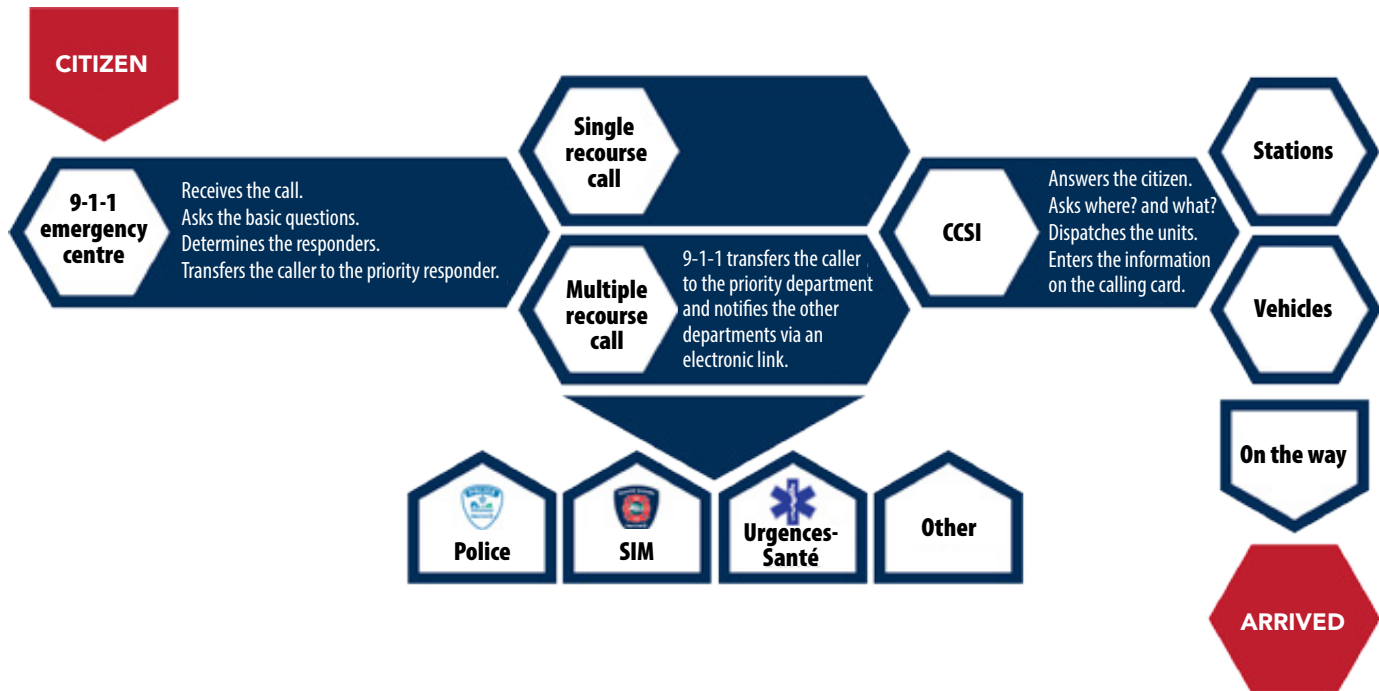 CITIZEN
9-1-1
emergency
centre
Receives the call.
Asks the basic questions.
Determines the responders.
Transfers the caller to the priority responder.
Single
recourse
call
Multiple
recourse
call
9-1-1 transfers the caller
to the priority department
and notifies the other
departments via an
electronic link.
CCSI
Answers the citizen.
Asks where? and what?
Dispatches the units.
Enters the information
on the calling card.
Stations
Vehicles
On the way
ARRIVED
Police
SIM
Urgences-
Santé
Other